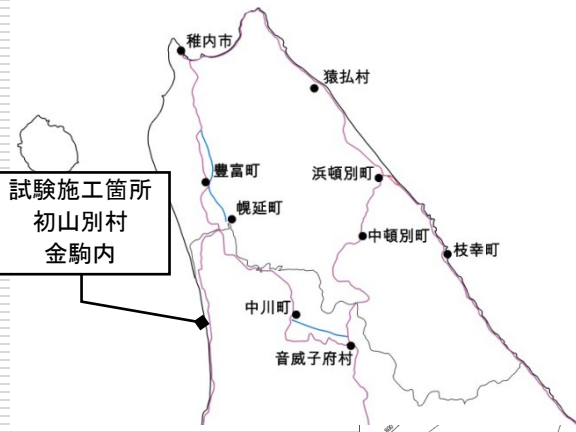 稚内市
猿払村
豊富町
浜頓別町
試験施工箇所
初山別村
金駒内
幌延町
中頓別町
枝幸町
中川町
音威子府村